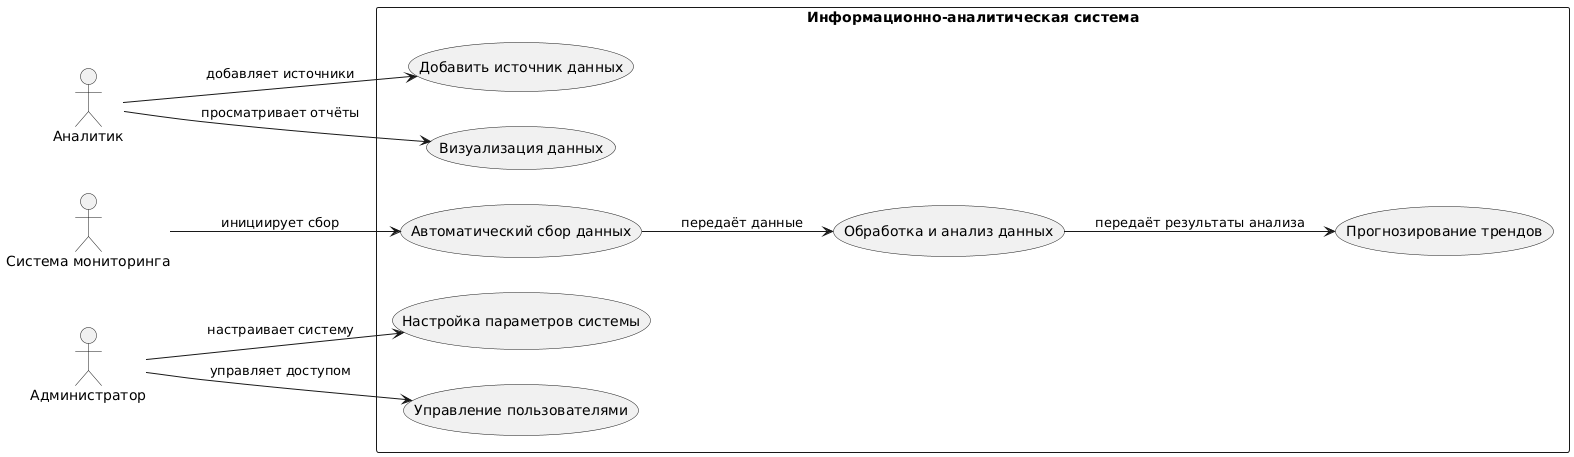 Информационно-аналитическая система
добавляет источники
Добавить источник данных
Аналитик
просматривает отчёты
Визуализация данных
инициирует сбор
Автоматический сбор данных
передаёт данные
Обработка и анализ данных
передаёт результаты анализа
Прогнозирование трендов
Система мониторинга
настраивает систему
Настройка параметров системы
Администратор
управляет доступом
Управление пользователями